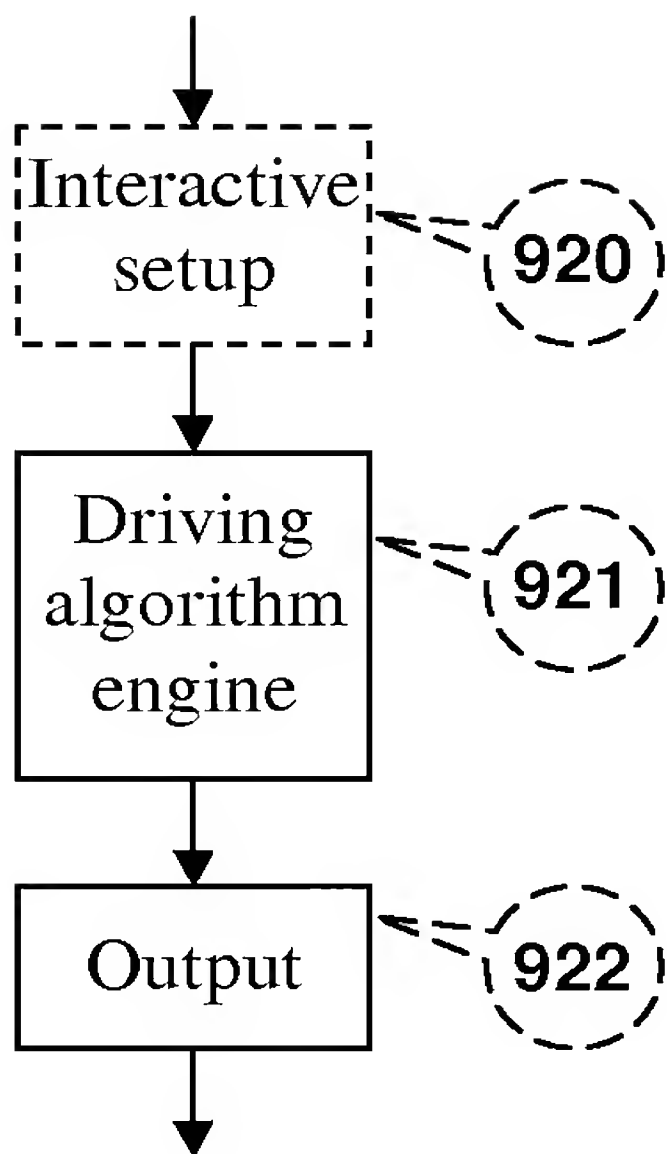 Interactive
setup
920
Driving
algorithm
engine
921
Output
922